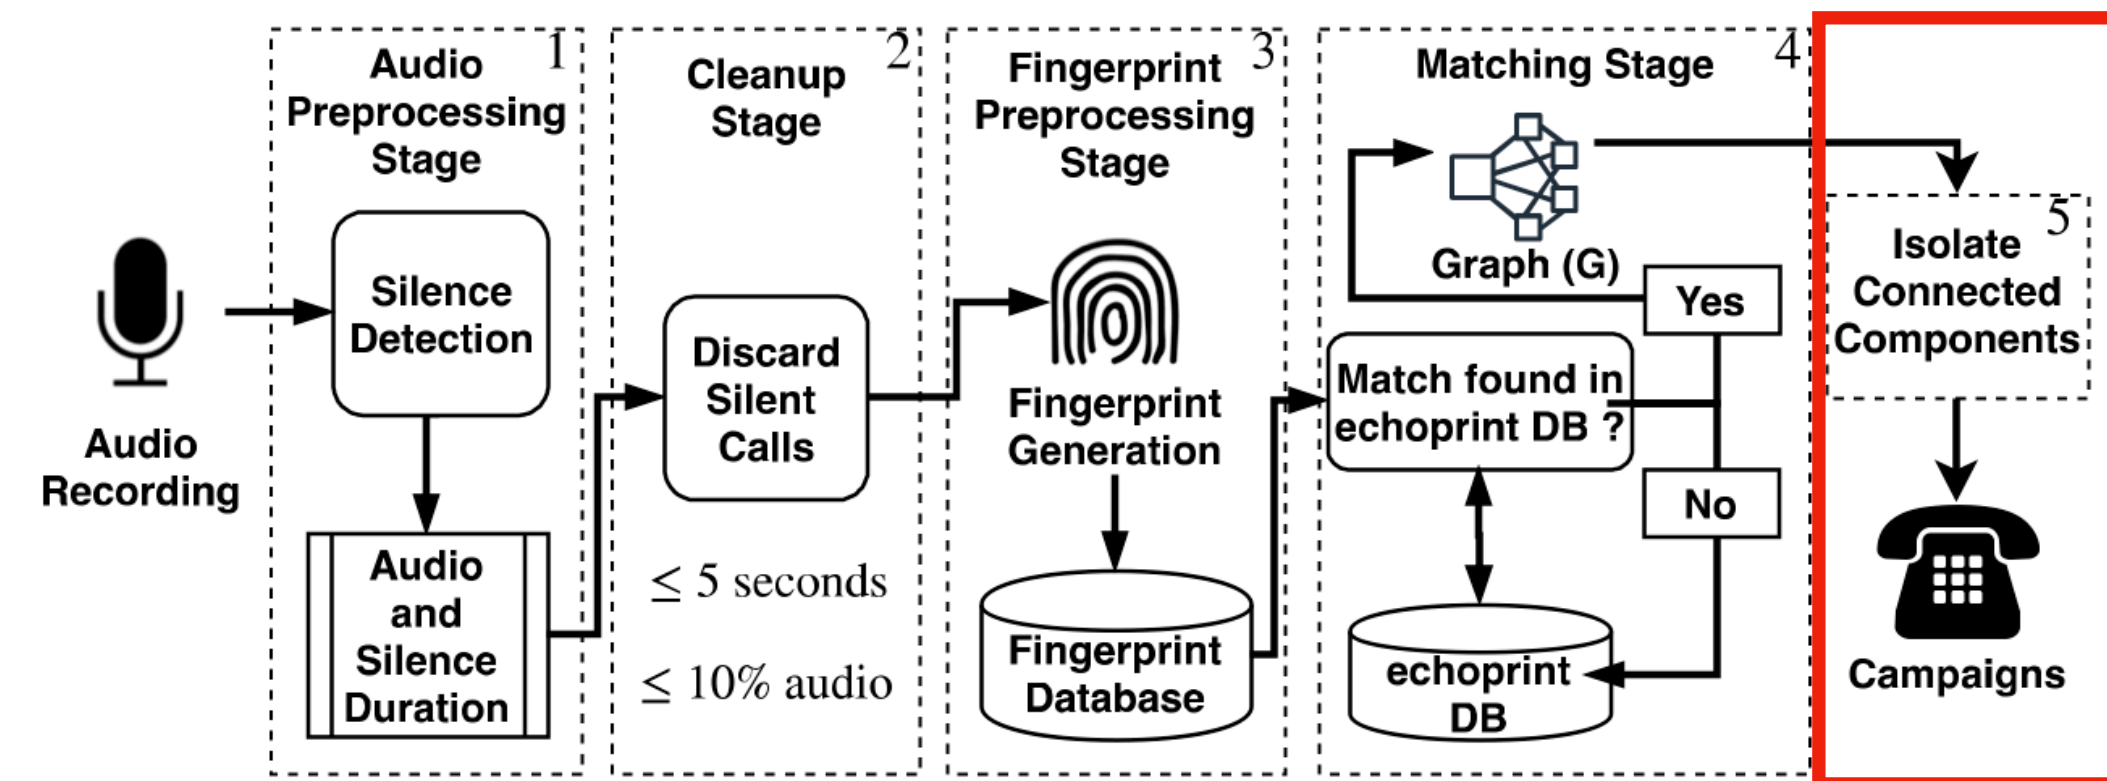 Audio
Recording
Audio
Preprocessing
Stage
1
Silence
Detection
Audio
and
Silence
Duration
Cleanup
Stage
2
Discard
Silent
Calls
≤ 5 seconds
≤ 10% audio
Fingerprint
Preprocessing
Stage
3
Fingerprint
Generation
Fingerprint
Database
Matching Stage
4
Graph (G)
Yes
Match found in
echoprint DB ?
No
echoprint
DB
5
Isolate
Connected
Components
Campaigns